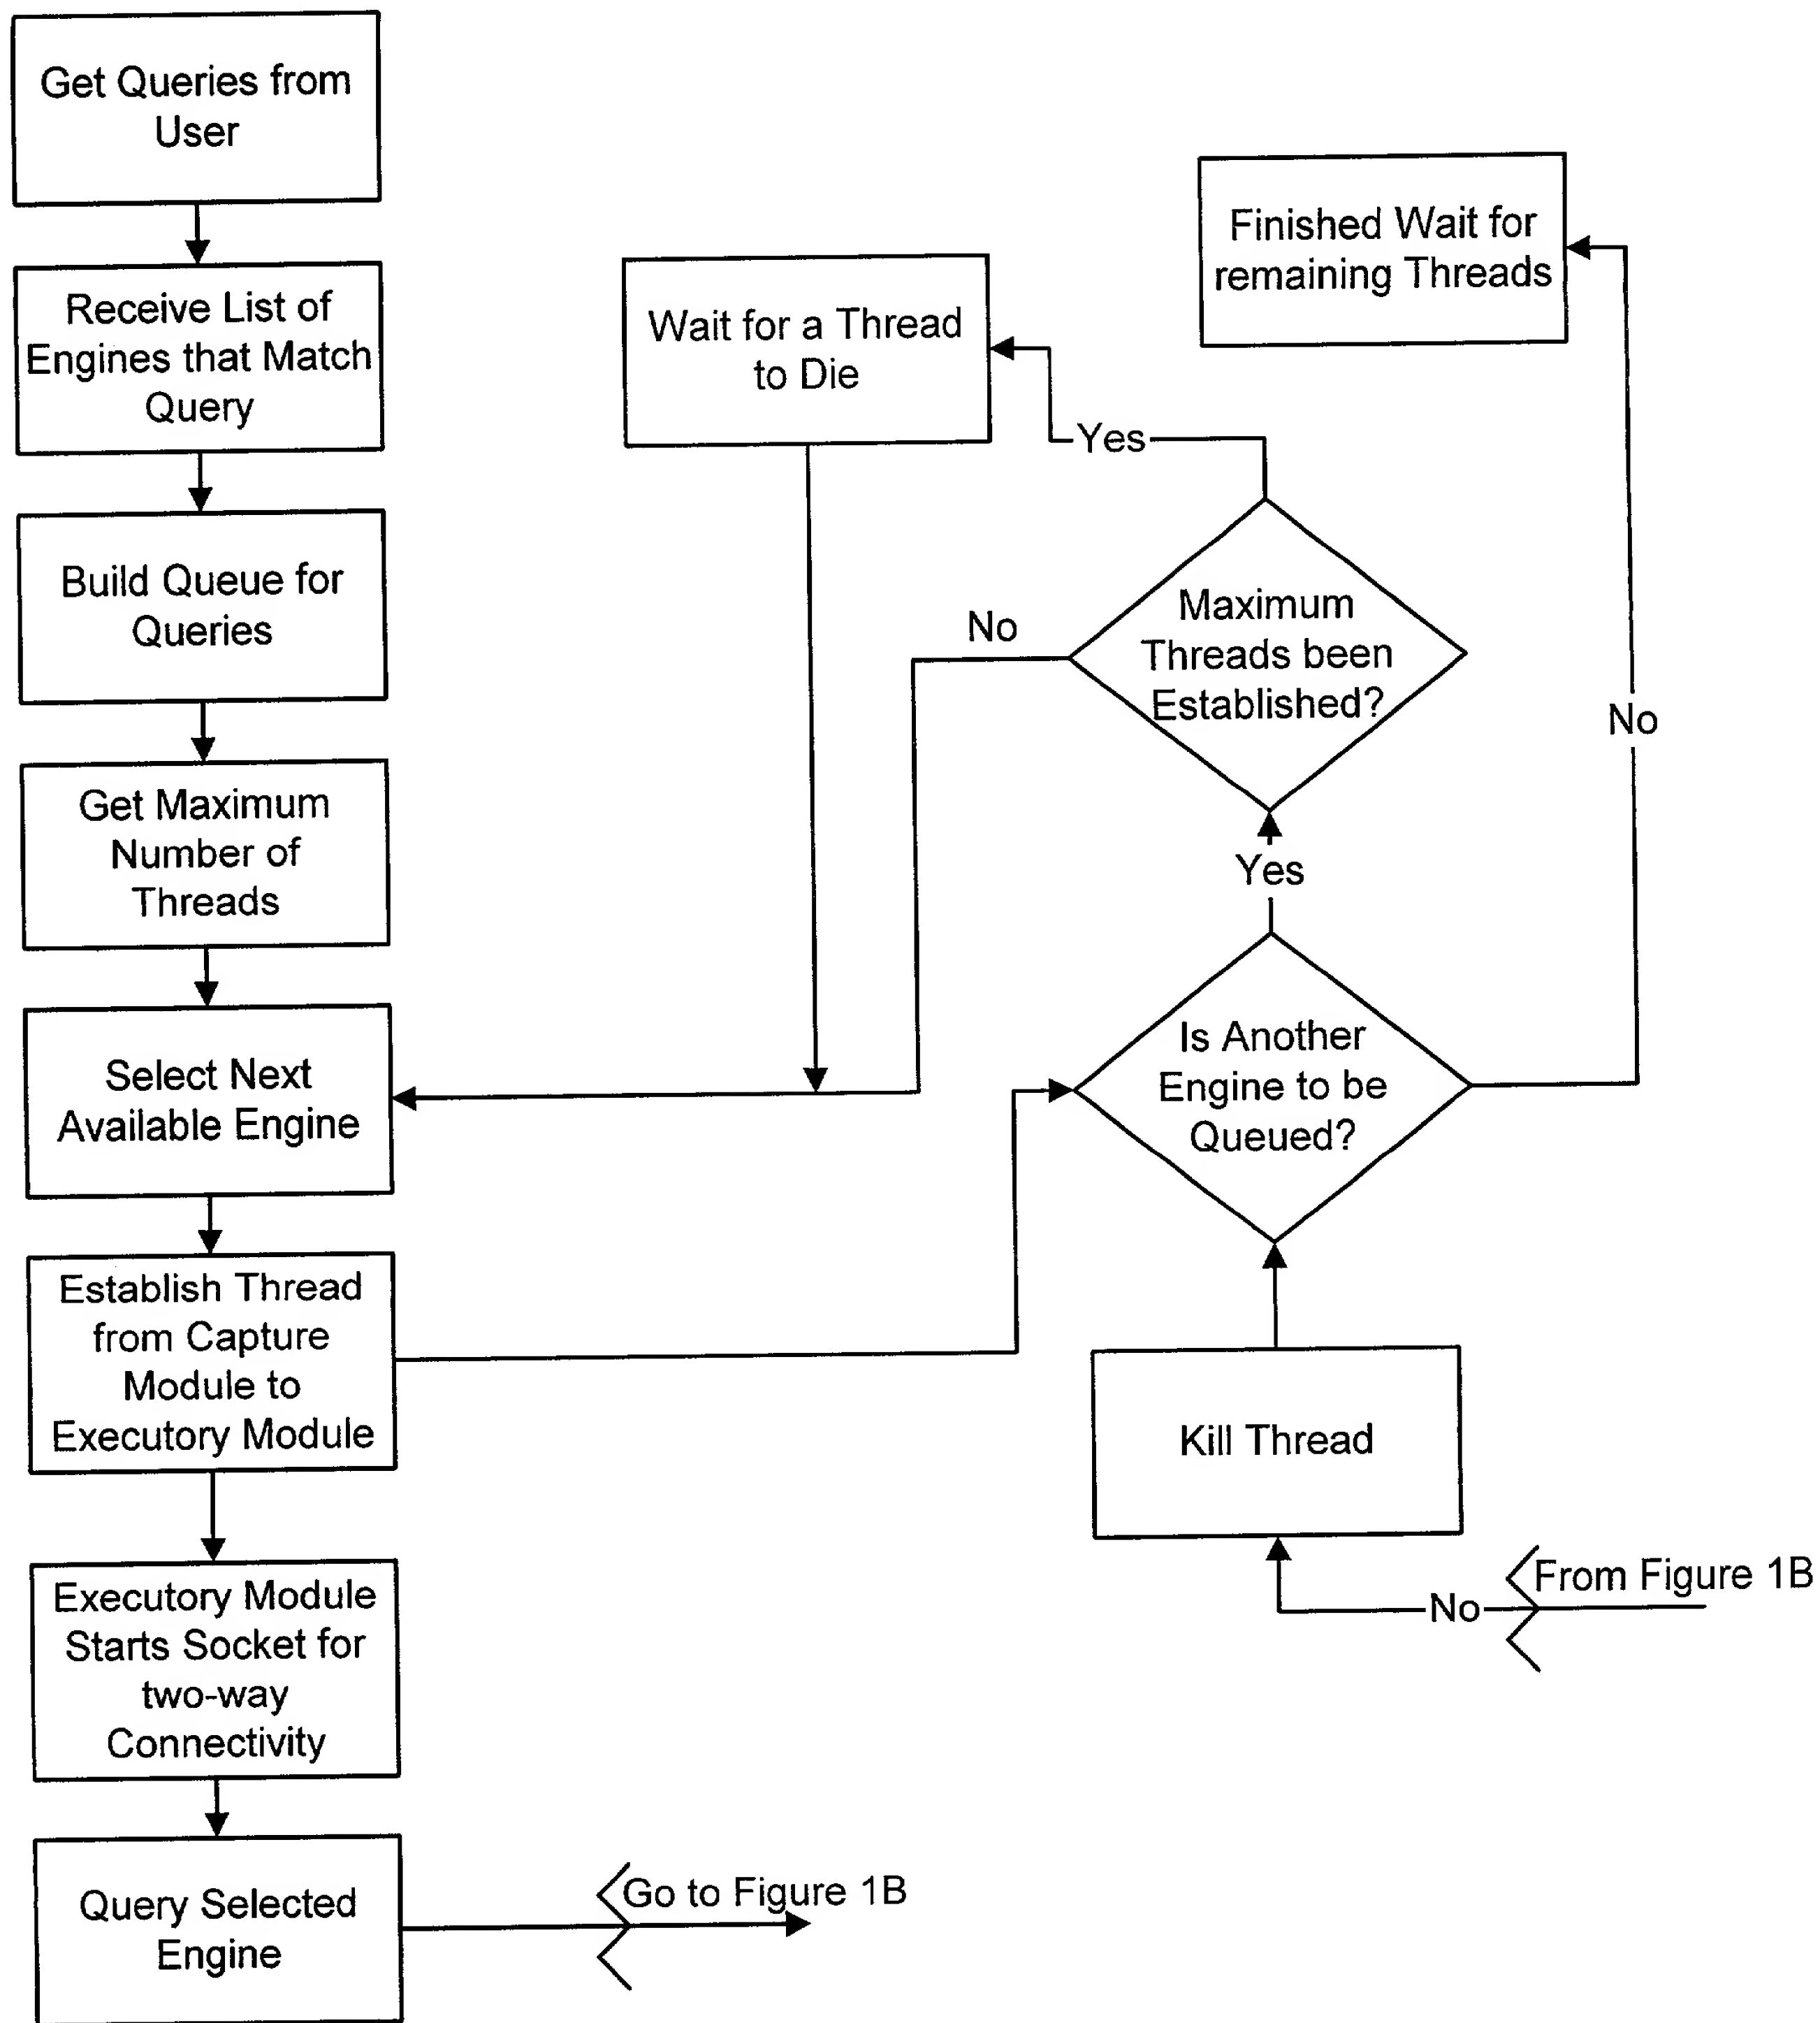 Get Queries from
User
Receive List of
Engines that Match
Query
Build Queue for
Queries
Get Maximum
Number of
Threads
Select Next
Available Engine
Establish Thread
from Capture
Module to
Executory Module
Executory Module
Starts Socket for
two-way
Connectivity
Query Selected
Engine
Go to Figure 1B
Wait for a Thread
to Die
Finished Wait for
remaining Threads
Yes
Maximum
Threads been
Established?
No
No
Yes
Is Another
Engine to be
Queued?
Kill Thread
From Figure 1B
No